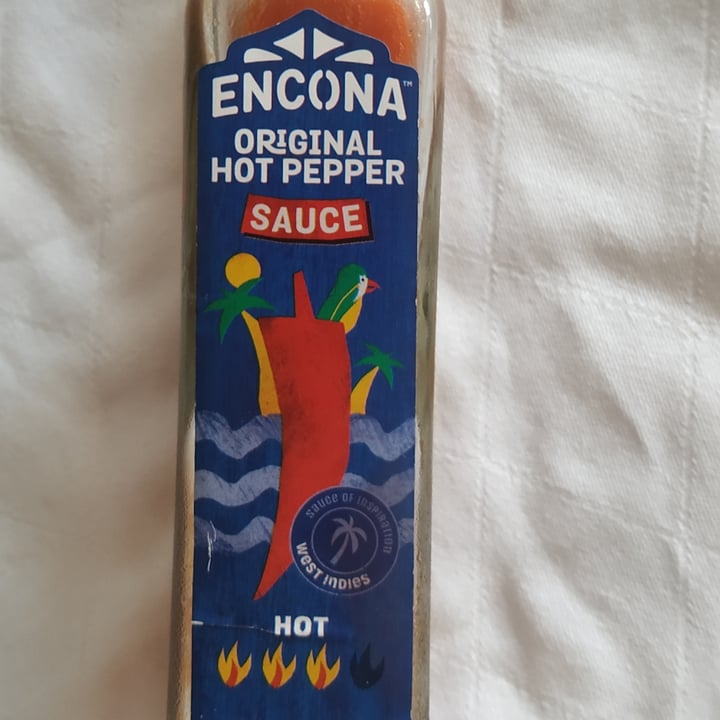 ENCONA™
ORIGINAL
HOT PEPPER
SAUCE
SAUCE OF INSPIRATION
WEST INDIES
HOT